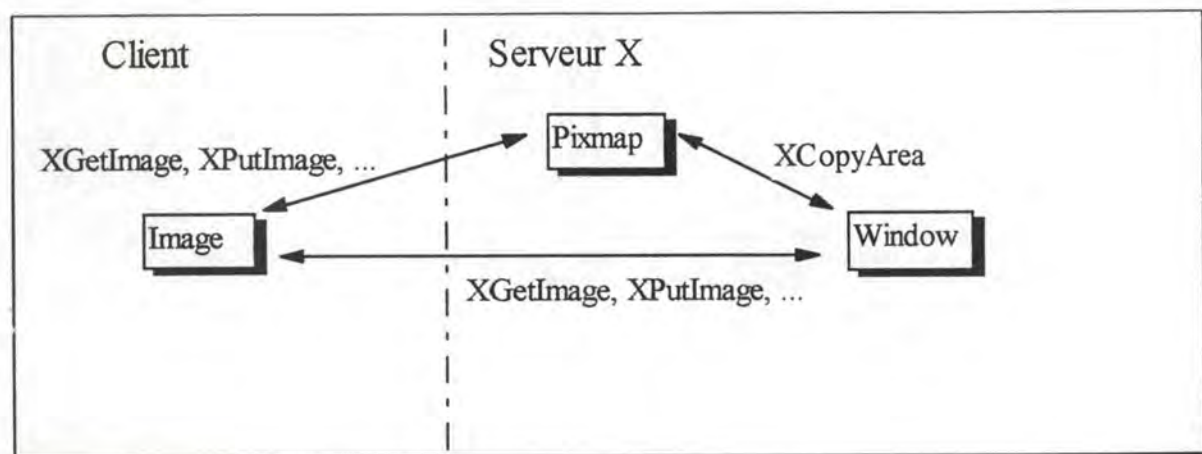 Client
Serveur X
Pixmap
XGetImage, XPutImage, ...
XCopyArea
Image
Window
XGetImage, XPutImage, ...